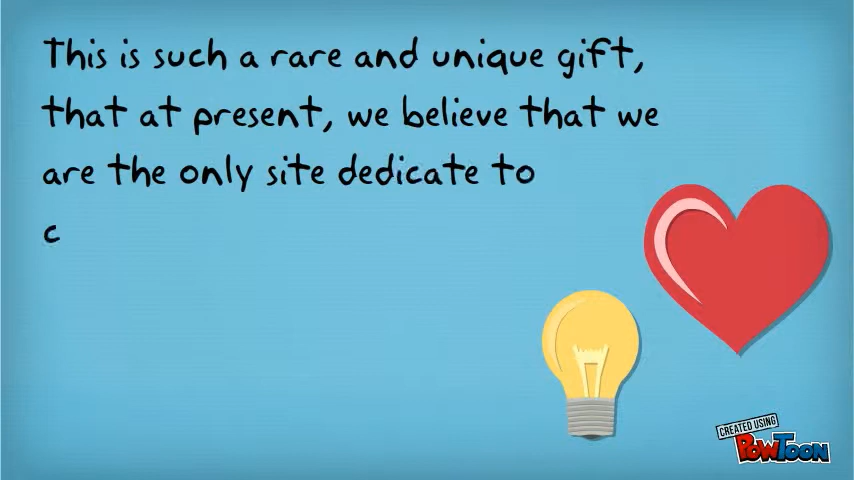 This is such a rare and unique gift,
that at present, we believe that we
are the only site dedicate to
c
CREATED USING
POWTOON